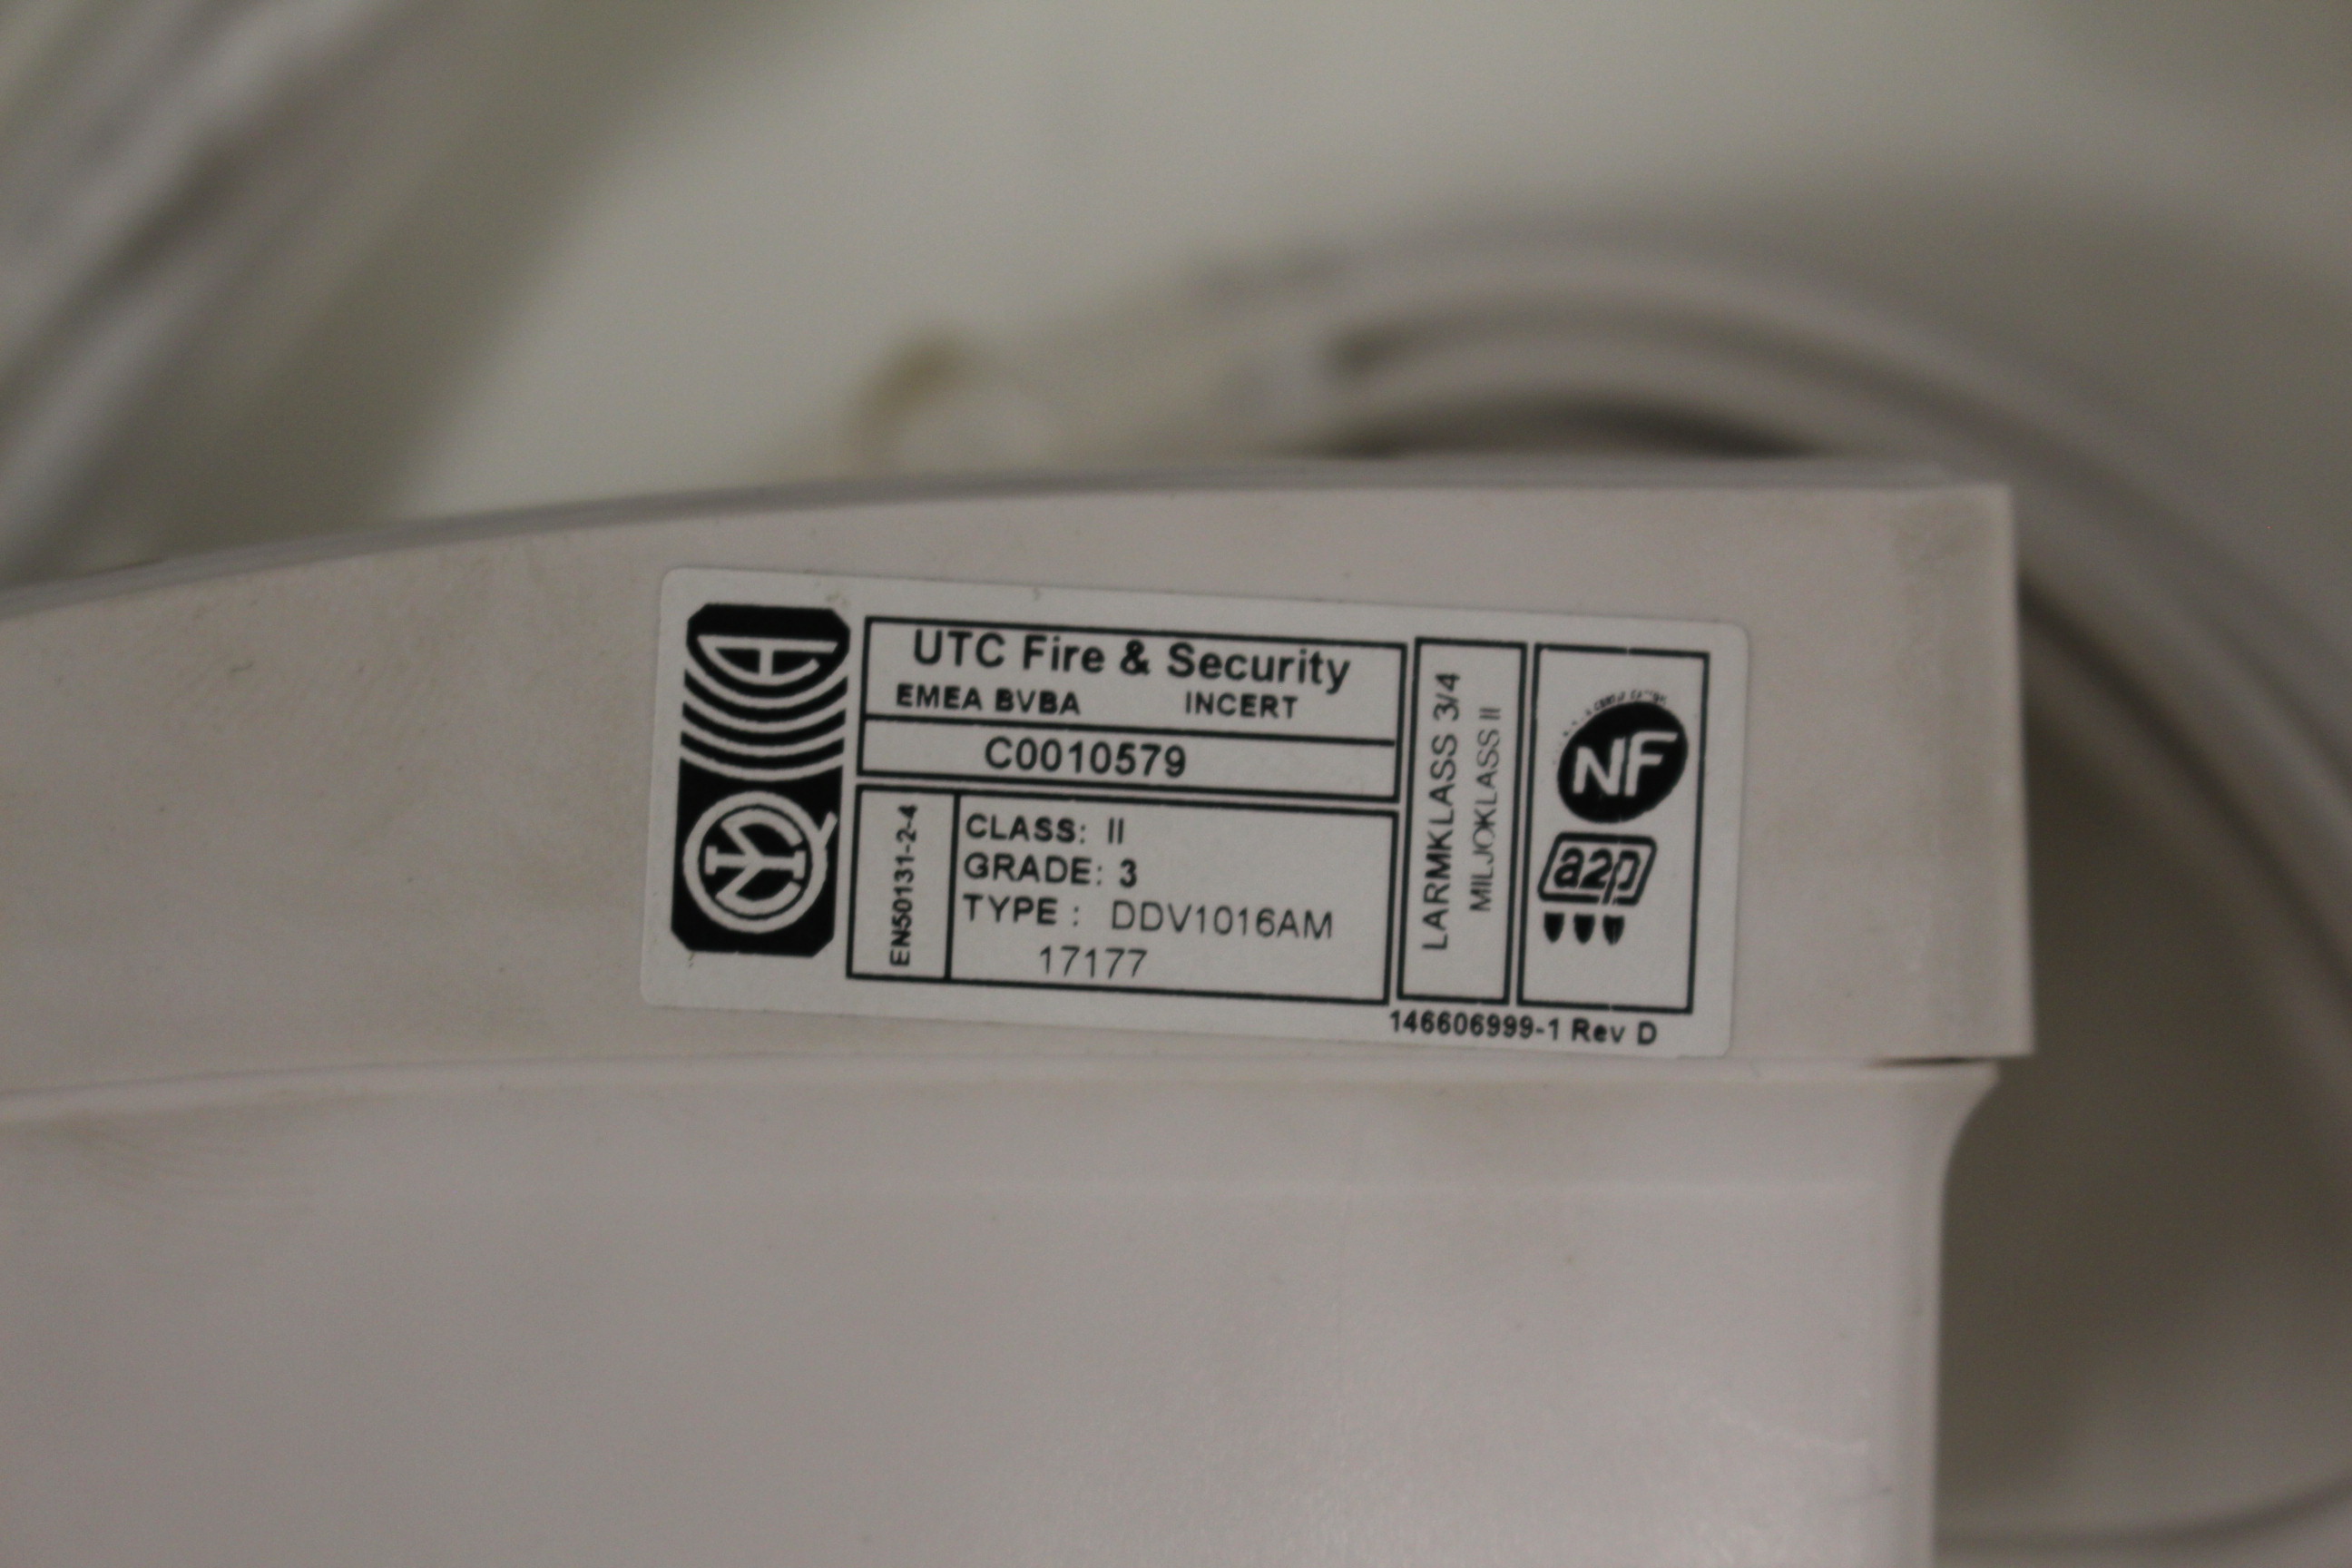 UTC Fire & Security
EMEA BVBA INCERT
C0010579
EN50131-2-4
CLASS: II
GRADE: 3
TYPE : DDV1016AM
17177
LARMKLASS 3/4
MILJOKLASS II
NF
a2p
146606999-1 Rev D